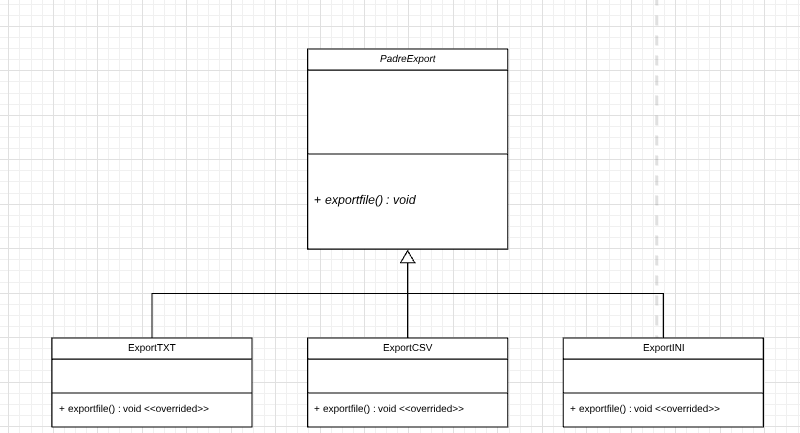 PadreExport
+ exportfile() : void
ExportTXT
ExportCSV
ExportINI
+ exportfile() : void <<overrided>>
+ exportfile() : void <<overrided>>
+ exportfile() : void <<overrided>>